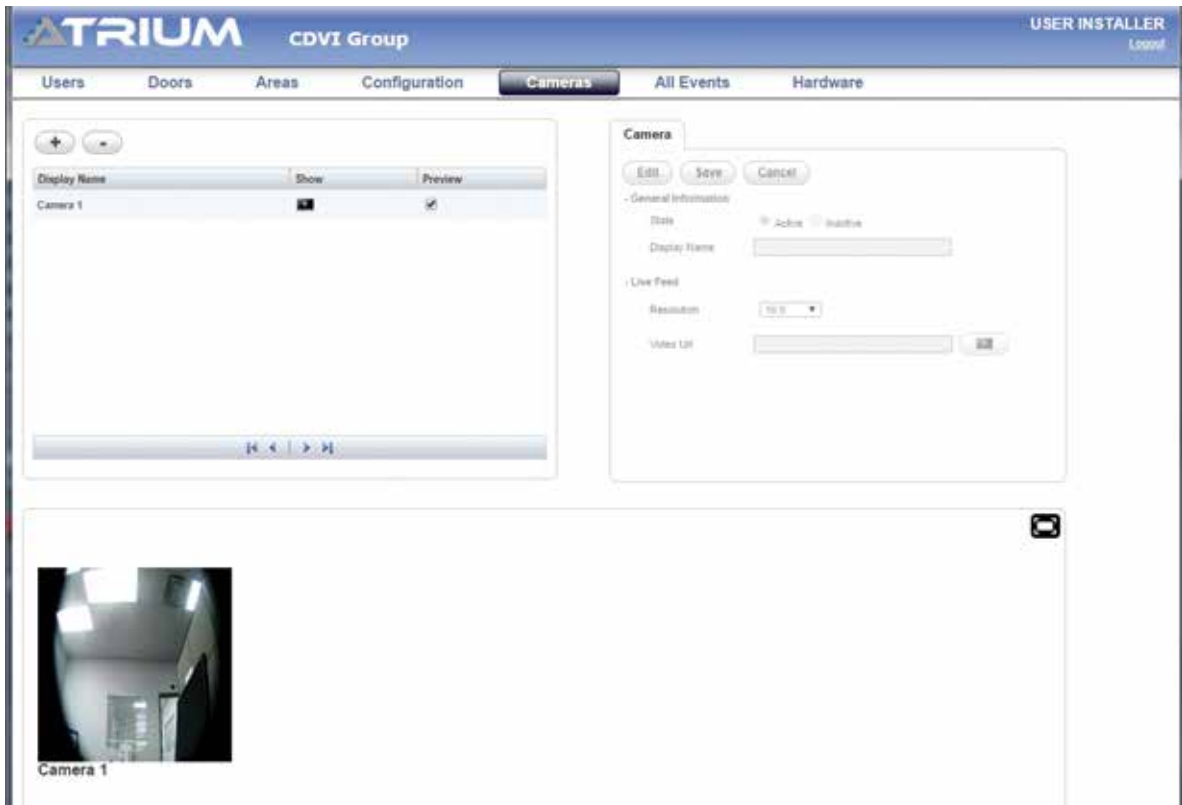 ATRIUM CDVI Group
USER INSTALLER
Logout
Users Doors Areas Configuration Cameras All Events Hardware
+ -
Display Name Show Preview
Camera 1
Camera
Edit Save Cancel
- General Information
State Active Inactive
Display Name
- Live Feed
Resolution
Video Url
Camera 1